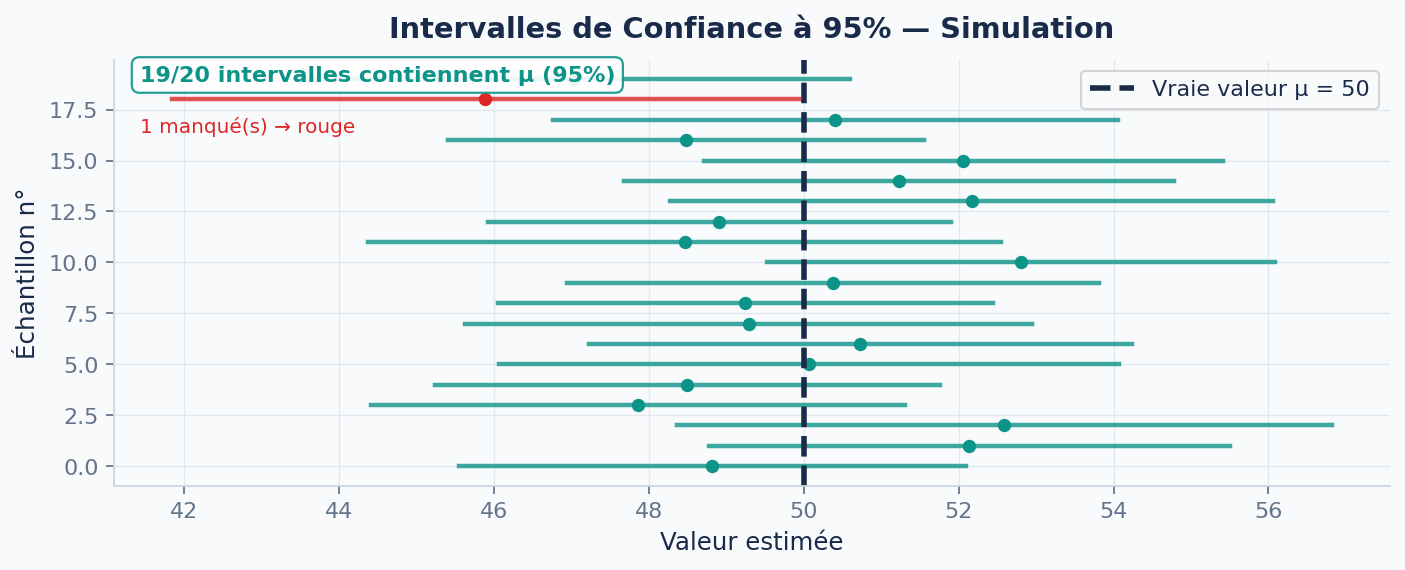 Intervalles de Confiance à 95% — Simulation
19/20 intervalles contiennent μ (95%)
1 manqué(s) → rouge
Vraie valeur μ = 50
Échantillon n°
17.5
15.0
12.5
10.0
7.5
5.0
2.5
0.0
42 44 46 48 50 52 54 56
Valeur estimée